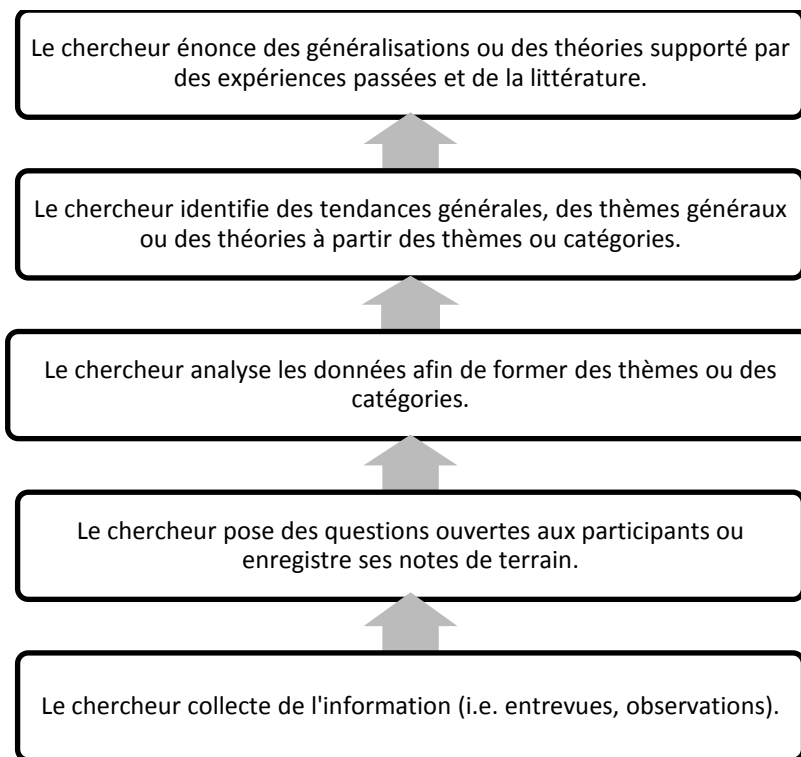 Le chercheur énonce des généralisations ou des théories supporté par
des expériences passées et de la littérature.
Le chercheur identifie des tendances générales, des thèmes généraux
ou des théories à partir des thèmes ou catégories.
Le chercheur analyse les données afin de former des thèmes ou des
catégories.
Le chercheur pose des questions ouvertes aux participants ou
enregistre ses notes de terrain.
Le chercheur collecte de l'information (i.e. entrevues, observations).